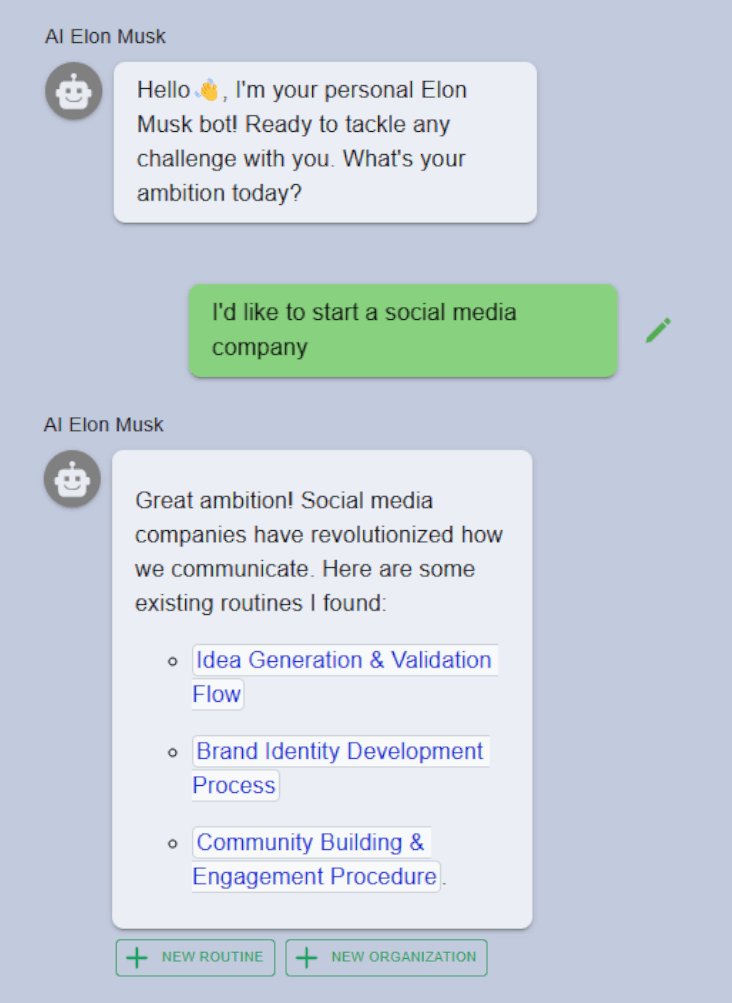 AI Elon Musk
Hello👋, I'm your personal Elon
Musk bot! Ready to tackle any
challenge with you. What's your
ambition today?
I'd like to start a social media
company
AI Elon Musk
Great ambition! Social media
companies have revolutionized how
we communicate. Here are some
existing routines I found:
Idea Generation & Validation
Flow
Brand Identity Development
Process
Community Building &
Engagement Procedure.
NEW ROUTINE
NEW ORGANIZATION